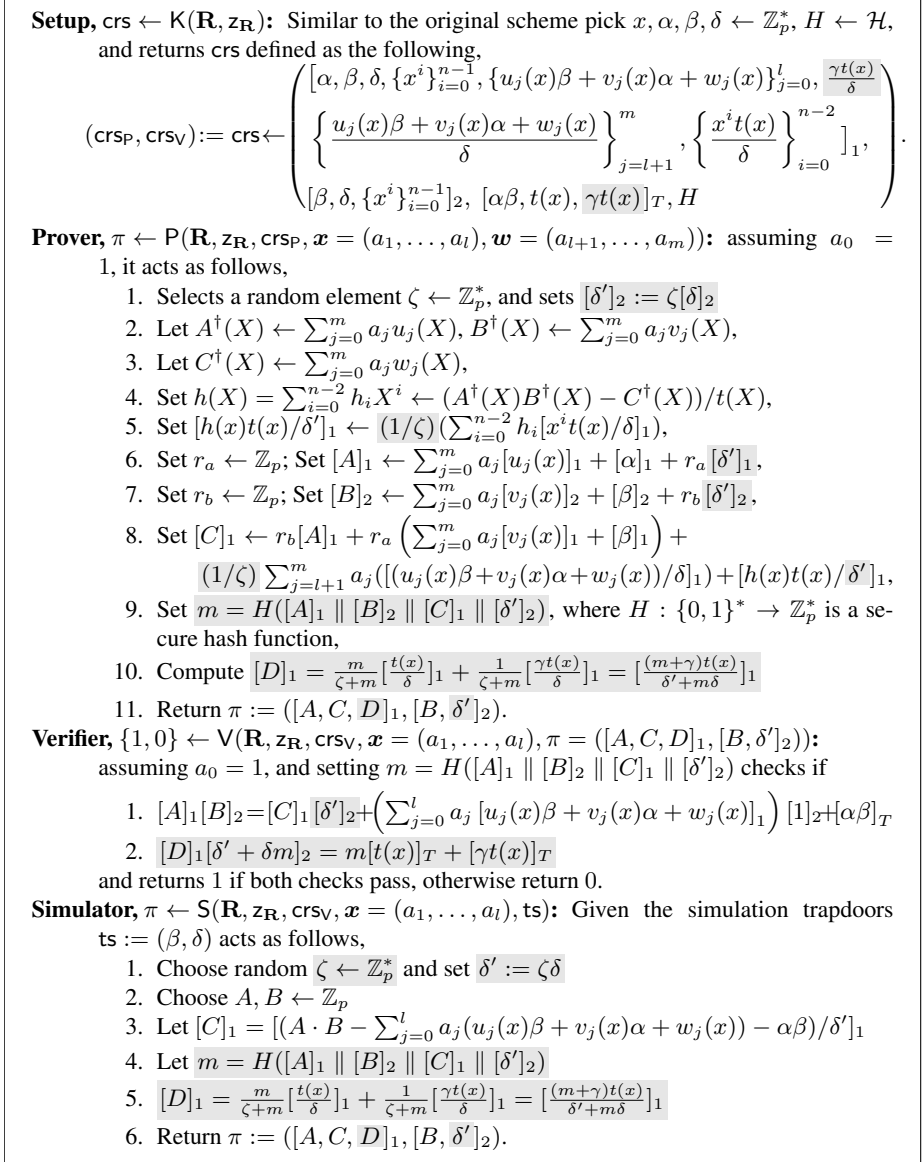 Setup, crs ← K(R, z_R): Similar to the original scheme pick x, α, β, δ ← ℤ_p^*, H ← ℋ,
and returns crs defined as the following,
(crs_P, crs_V) := crs ← ( [α, β, δ, {x^i}_{i=0}^{n−1}, {u_j(x)β + v_j(x)α + w_j(x)}_{j=0}^{l}, γt(x)/δ
{ (u_j(x)β + v_j(x)α + w_j(x))/δ }_{j=l+1}^{m}, { x^i t(x)/δ }_{i=0}^{n−2} ]_1,
[β, δ, {x^i}_{i=0}^{n−1}]_2, [αβ, t(x), γt(x)]_T, H ).
Prover, π ← P(R, z_R, crs_P, x = (a_1, . . . , a_l), w = (a_{l+1}, . . . , a_m)): assuming a_0 =
1, it acts as follows,
1. Selects a random element ζ ← ℤ_p^*, and sets [δ′]_2 := ζ[δ]_2
2. Let A^†(X) ← ∑_{j=0}^{m} a_j u_j(X), B^†(X) ← ∑_{j=0}^{m} a_j v_j(X),
3. Let C^†(X) ← ∑_{j=0}^{m} a_j w_j(X),
4. Set h(X) = ∑_{i=0}^{n−2} h_i X^i ← (A^†(X)B^†(X) − C^†(X))/t(X),
5. Set [h(x)t(x)/δ′]_1 ← (1/ζ)(∑_{i=0}^{n−2} h_i[x^i t(x)/δ]_1),
6. Set r_a ← ℤ_p; Set [A]_1 ← ∑_{j=0}^{m} a_j[u_j(x)]_1 + [α]_1 + r_a[δ′]_1,
7. Set r_b ← ℤ_p; Set [B]_2 ← ∑_{j=0}^{m} a_j[v_j(x)]_2 + [β]_2 + r_b[δ′]_2,
8. Set [C]_1 ← r_b[A]_1 + r_a (∑_{j=0}^{m} a_j[v_j(x)]_1 + [β]_1) +
(1/ζ) ∑_{j=l+1}^{m} a_j([(u_j(x)β+v_j(x)α+w_j(x))/δ]_1)+[h(x)t(x)/δ′]_1,
9. Set m = H([A]_1 ∥ [B]_2 ∥ [C]_1 ∥ [δ′]_2), where H : {0, 1}^* → ℤ_p^* is a se-
cure hash function,
10. Compute [D]_1 = m/(ζ+m) [t(x)/δ]_1 + 1/(ζ+m) [γt(x)/δ]_1 = [(m+γ)t(x)/(δ′+mδ)]_1
11. Return π := ([A, C, D]_1, [B, δ′]_2).
Verifier, {1, 0} ← V(R, z_R, crs_V, x = (a_1, . . . , a_l), π = ([A, C, D]_1, [B, δ′]_2)):
assuming a_0 = 1, and setting m = H([A]_1 ∥ [B]_2 ∥ [C]_1 ∥ [δ′]_2) checks if
1. [A]_1[B]_2=[C]_1[δ′]_2+(∑_{j=0}^{l} a_j [u_j(x)β + v_j(x)α + w_j(x)]_1) [1]_2+[αβ]_T
2. [D]_1[δ′ + δm]_2 = m[t(x)]_T + [γt(x)]_T
and returns 1 if both checks pass, otherwise return 0.
Simulator, π ← S(R, z_R, crs_V, x = (a_1, . . . , a_l), ts): Given the simulation trapdoors
ts := (β, δ) acts as follows,
1. Choose random ζ ← ℤ_p^* and set δ′ := ζδ
2. Choose A, B ← ℤ_p
3. Let [C]_1 = [(A · B − ∑_{j=0}^{l} a_j(u_j(x)β + v_j(x)α + w_j(x)) − αβ)/δ′]_1
4. Let m = H([A]_1 ∥ [B]_2 ∥ [C]_1 ∥ [δ′]_2)
5. [D]_1 = m/(ζ+m) [t(x)/δ]_1 + 1/(ζ+m) [γt(x)/δ]_1 = [(m+γ)t(x)/(δ′+mδ)]_1
6. Return π := ([A, C, D]_1, [B, δ′]_2).